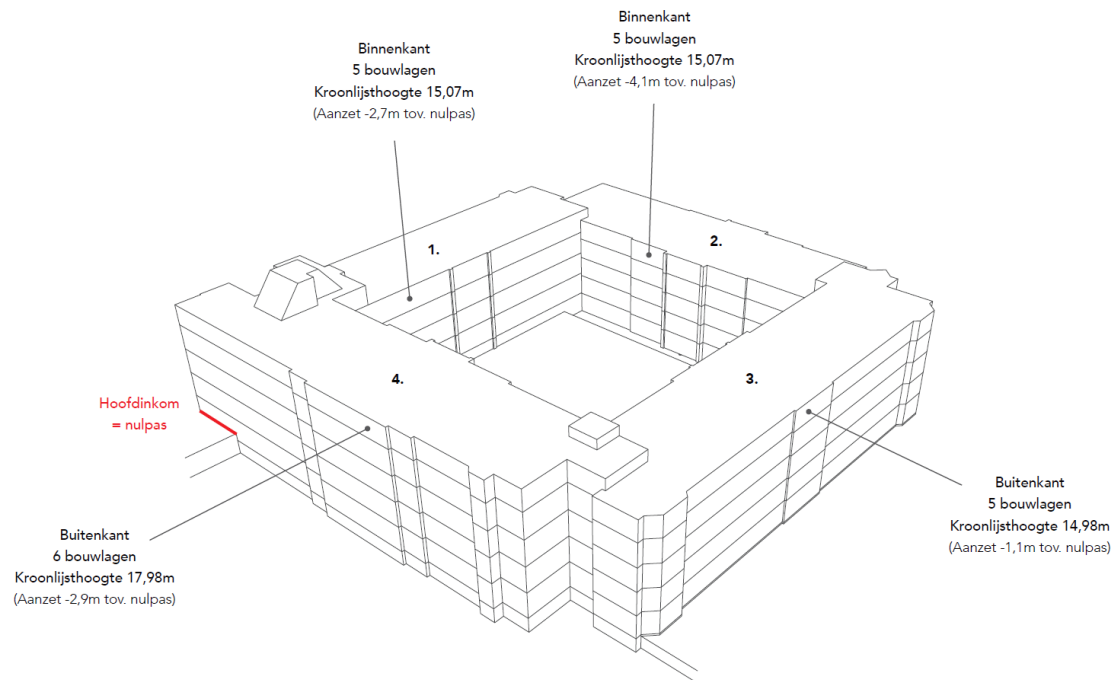 Binnenkant
5 bouwlagen
Kroonlijsthoogte 15,07m
(Aanzet -4,1m tov. nulpas)
Binnenkant
5 bouwlagen
Kroonlijsthoogte 15,07m
(Aanzet -2,7m tov. nulpas)
1.
2.
3.
4.
Hoofdinkom
= nulpas
Buitenkant
5 bouwlagen
Kroonlijsthoogte 14,98m
(Aanzet -1,1m tov. nulpas)
Buitenkant
6 bouwlagen
Kroonlijsthoogte 17,98m
(Aanzet -2,9m tov. nulpas)